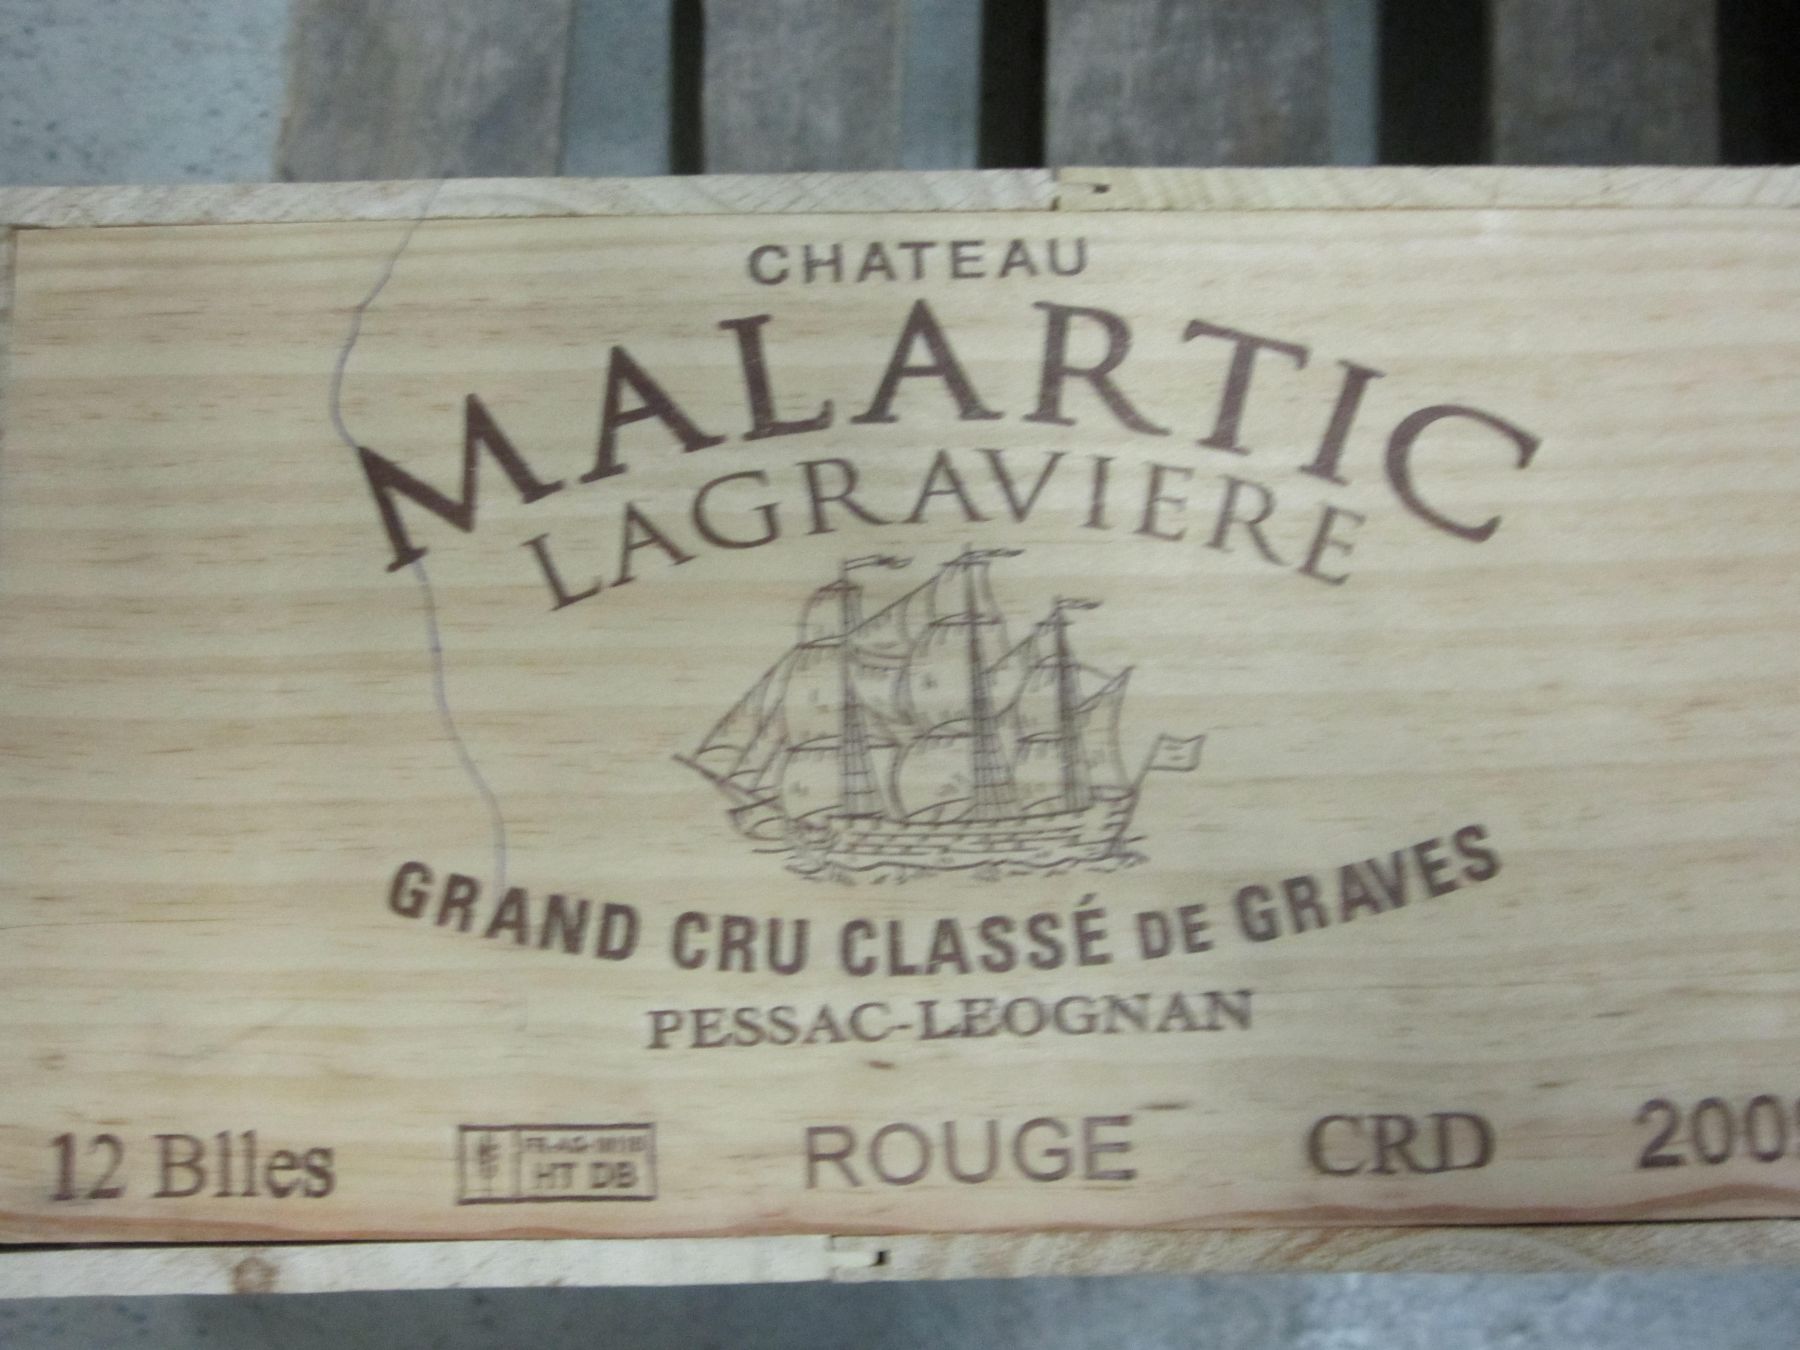 CHATEAU
MALARTIC
LAGRAVIERE
GRAND CRU CLASSÉ DE GRAVES
PESSAC-LEOGNAN
12 Blles
HT DB
ROUGE
CRD